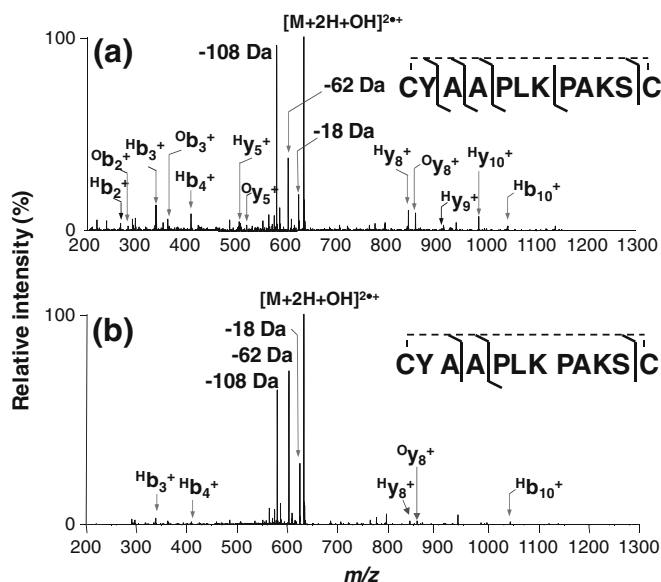 [M+2H+OH]²•⁺
100
(a)
-108 Da
CYAAPLKPAKSC
-62 Da
-18 Da
ᴴb₃⁺
ᴼb₃⁺
ᴼb₂⁺
ᴴb₂⁺
ᴴb₄⁺
ᴴy₅⁺
ᴼy₅⁺
ᴴy₈⁺
ᴼy₈⁺
ᴴy₉⁺
ᴴy₁₀⁺
ᴴb₁₀⁺
0
200 300 400 500 600 700 800 900 1000 1100 1200 1300
Relative intensity (%)
[M+2H+OH]²•⁺
100
(b)
-18 Da
-62 Da
-108 Da
CY AAPLK PAKSC
ᴴb₃⁺
ᴴb₄⁺
ᴴy₈⁺
ᴼy₈⁺
ᴴb₁₀⁺
0
200 300 400 500 600 700 800 900 1000 1100 1200 1300
m/z